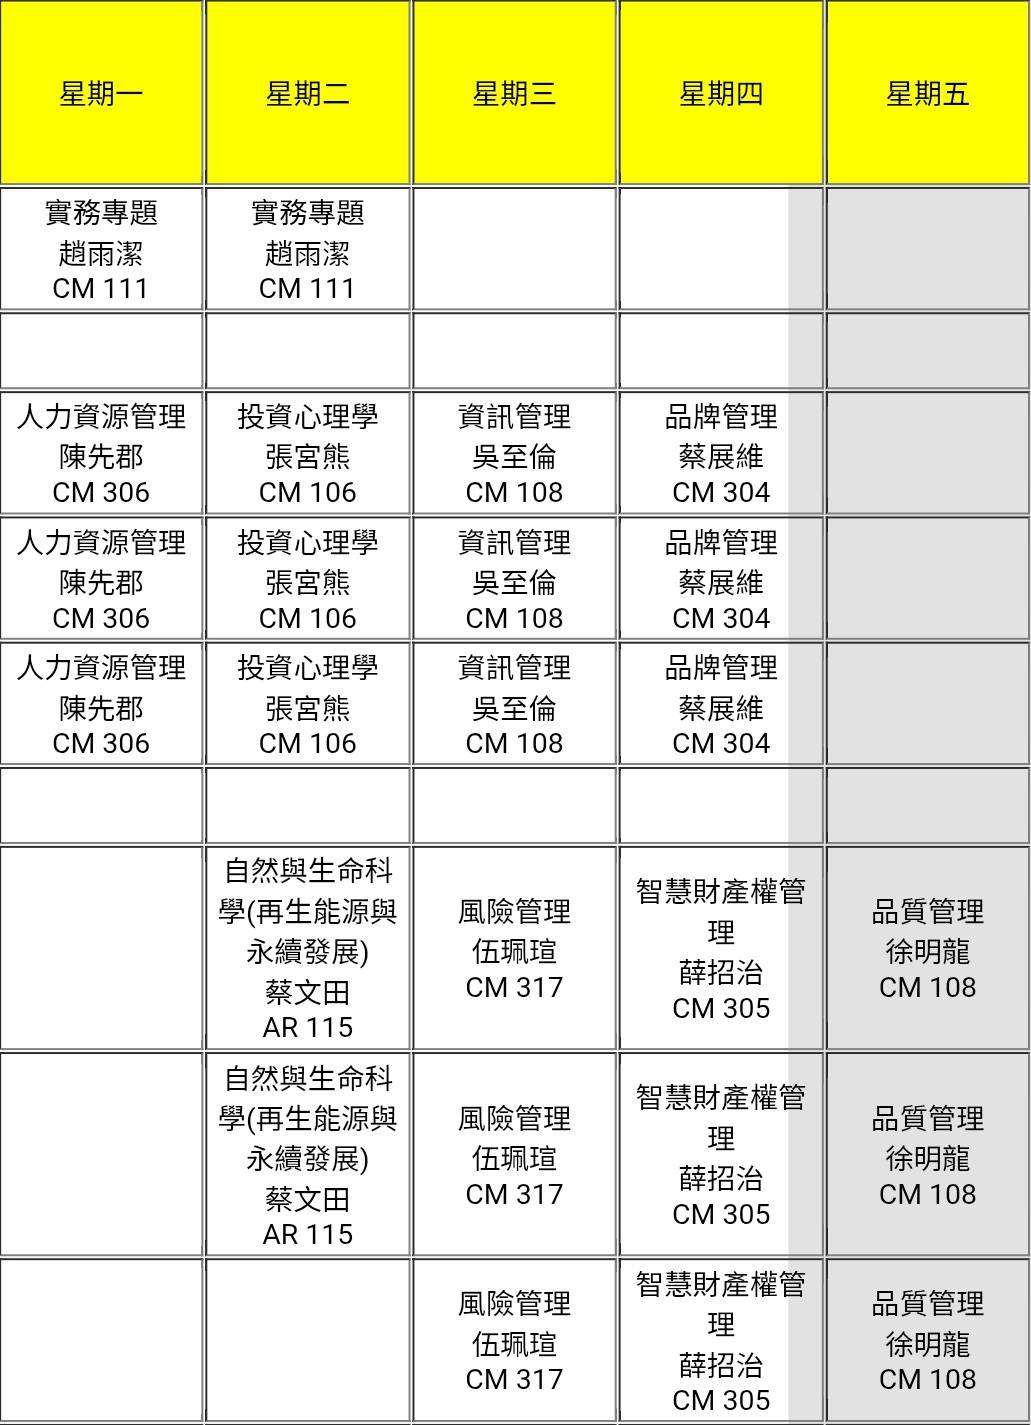 星期一
星期二
星期三
星期四
星期五
實務專題
趙雨潔
CM 111
實務專題
趙雨潔
CM 111
人力資源管理
陳先郡
CM 306
投資心理學
張宮熊
CM 106
資訊管理
吳至倫
CM 108
品牌管理
蔡展維
CM 304
人力資源管理
陳先郡
CM 306
投資心理學
張宮熊
CM 106
資訊管理
吳至倫
CM 108
品牌管理
蔡展維
CM 304
人力資源管理
陳先郡
CM 306
投資心理學
張宮熊
CM 106
資訊管理
吳至倫
CM 108
品牌管理
蔡展維
CM 304
自然與生命科
學(再生能源與
永續發展)
蔡文田
AR 115
風險管理
伍珮瑄
CM 317
智慧財產權管
理
薛招治
CM 305
品質管理
徐明龍
CM 108
自然與生命科
學(再生能源與
永續發展)
蔡文田
AR 115
風險管理
伍珮瑄
CM 317
智慧財產權管
理
薛招治
CM 305
品質管理
徐明龍
CM 108
風險管理
伍珮瑄
CM 317
智慧財產權管
理
薛招治
CM 305
品質管理
徐明龍
CM 108